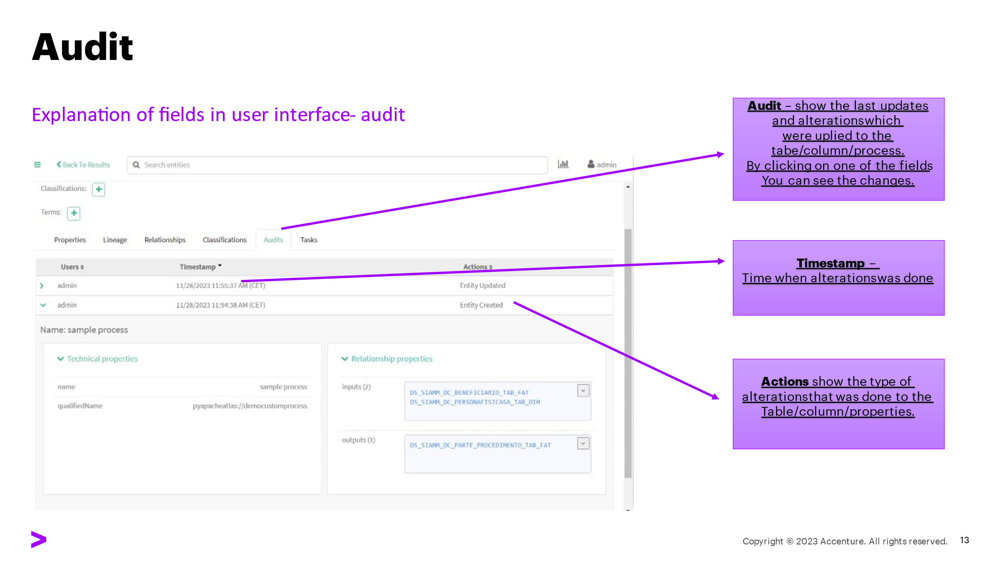 Audit
Explanation of fields in user interface- audit
Back To Results
Search entities
admin
Classifications:
Terms:
Properties Lineage Relationships Classifications Audits Tasks
Users Timestamp Actions
admin 11/28/2023 11:55:37 AM (CET) Entity Updated
admin 11/28/2023 11:54:38 AM (CET) Entity Created
Name: sample process
Technical properties
name sample process
qualifiedName pyapacheatlas://democustomprocess
Relationship properties
inputs (2)
DS_SIAMM_DC_BENEFICIARIO_TAB_FAT
DS_SIAMM_DC_PERSONAFISICASA_TAB_DIM
outputs (1)
DS_SIAMM_DC_PARTE_PROCEDIMENTO_TAB_FAT
Audit – show the last updates
and alterationswhich
were uplied to the
tabe/column/process.
By clicking on one of the fields
You can see the changes.
Timestamp –
Time when alterationswas done
Actions show the type of
alterationsthat was done to the
Table/column/properties.
Copyright © 2023 Accenture. All rights reserved. 13